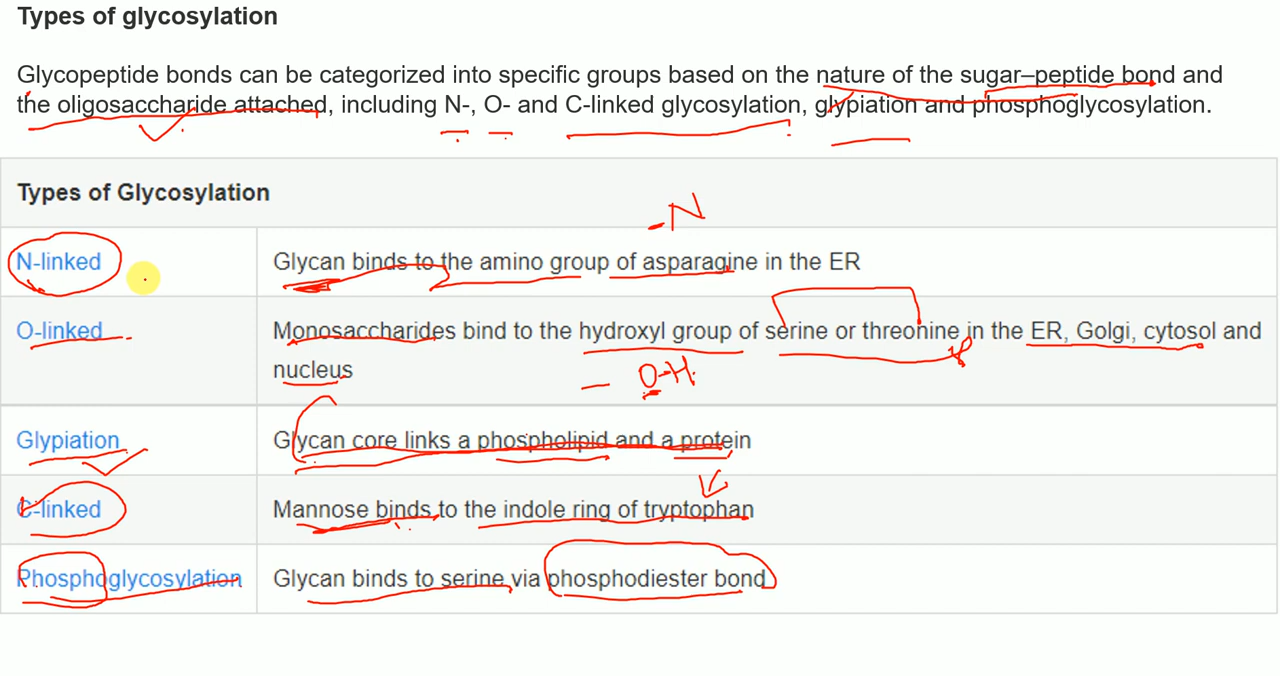 Types of glycosylation
Glycopeptide bonds can be categorized into specific groups based on the nature of the sugar–peptide bond and
the oligosaccharide attached, including N-, O- and C-linked glycosylation, glypiation and phosphoglycosylation.
Types of Glycosylation
-N
N-linked Glycan binds to the amino group of asparagine in the ER
O-linked Monosaccharides bind to the hydroxyl group of serine or threonine in the ER, Golgi, cytosol and
nucleus
- O-H
Glypiation Glycan core links a phospholipid and a protein
C-linked Mannose binds to the indole ring of tryptophan
Phosphoglycosylation Glycan binds to serine via phosphodiester bond